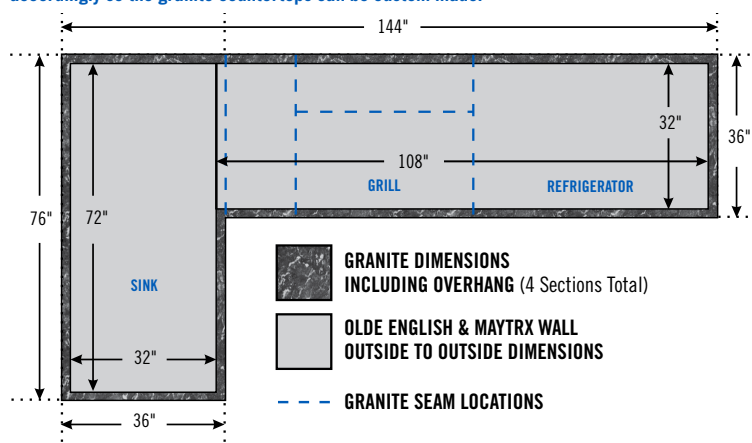 144"
32"
36"
108"
76"
72"
GRILL
REFRIGERATOR
SINK
GRANITE DIMENSIONS
INCLUDING OVERHANG (4 Sections Total)
OLDE ENGLISH & MAYTRX WALL
OUTSIDE TO OUTSIDE DIMENSIONS
32"
GRANITE SEAM LOCATIONS
36"